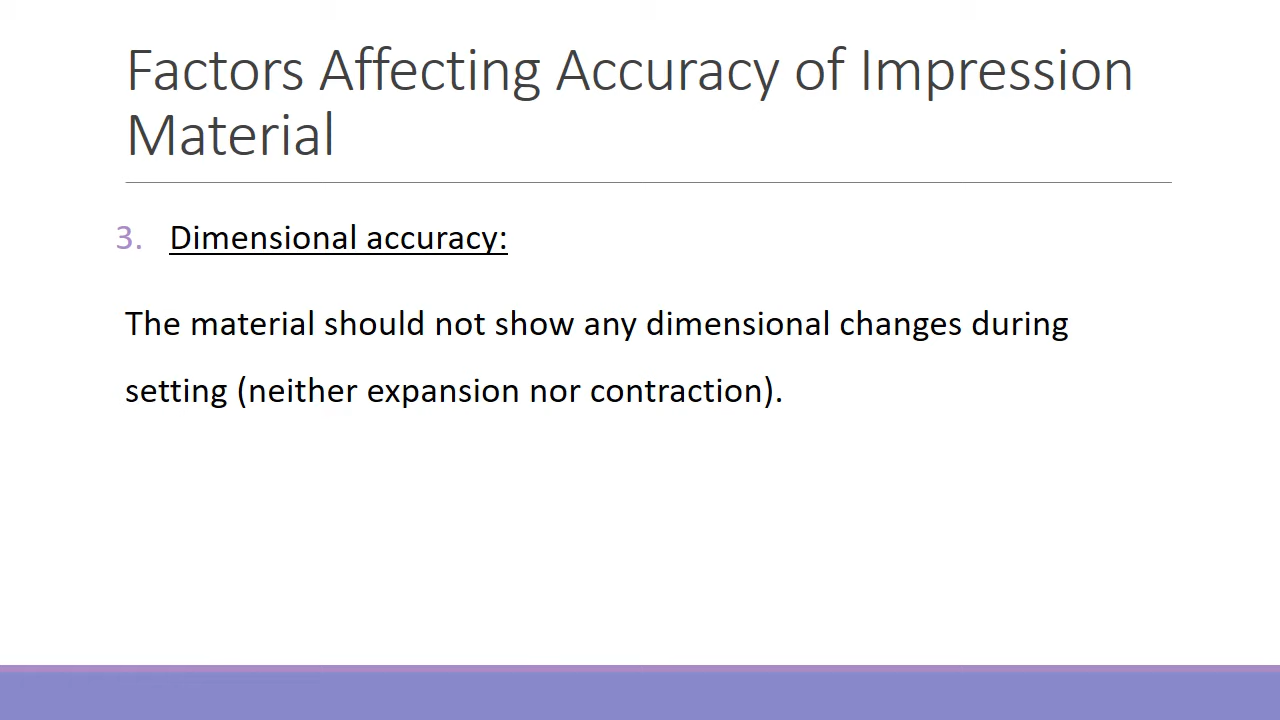 Factors Affecting Accuracy of Impression
Material
3. Dimensional accuracy:
The material should not show any dimensional changes during
setting (neither expansion nor contraction).